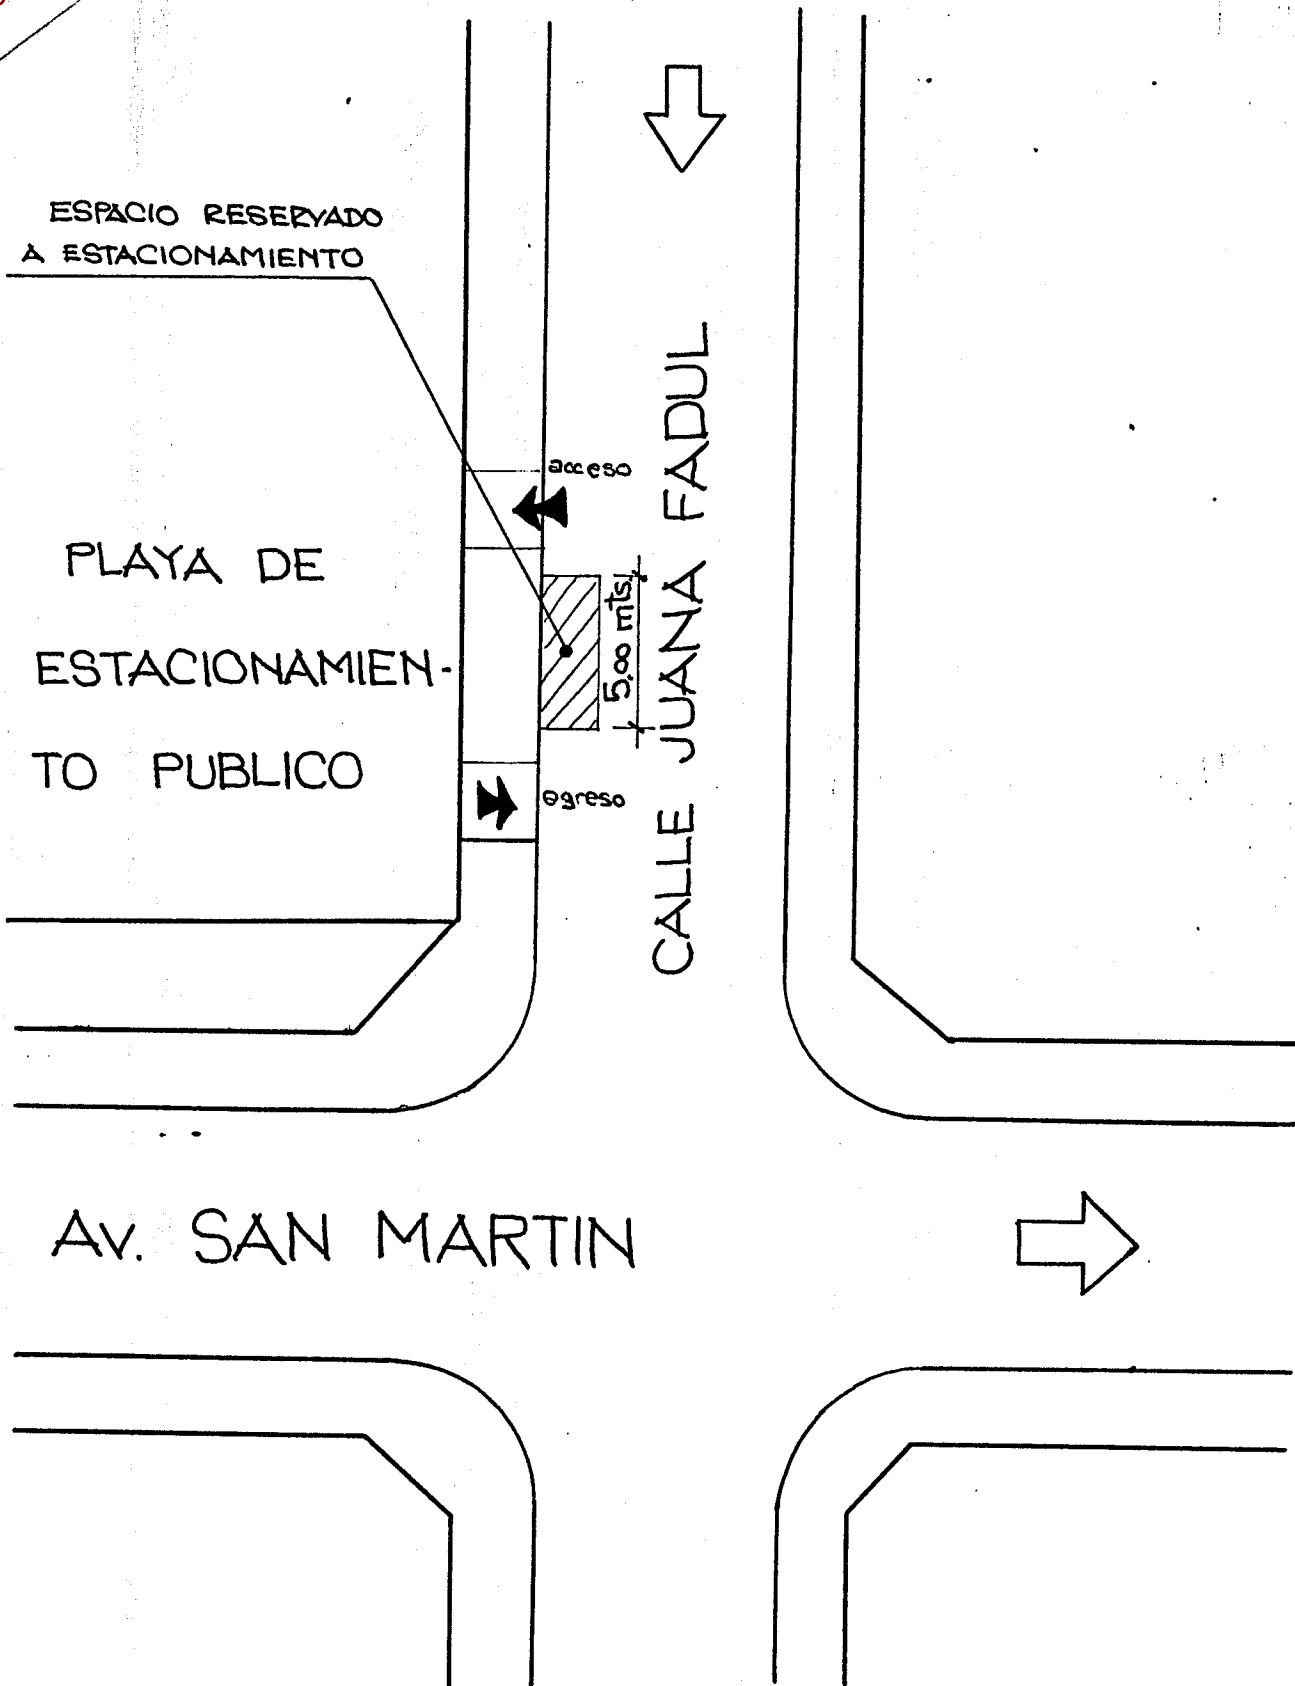 ESPACIO RESERVADO
A ESTACIONAMIENTO
acceso
PLAYA DE
ESTACIONAMIEN-
TO PUBLICO
5,00 mts.
egreso
CALLE JUANA FADUL
AV. SAN MARTIN